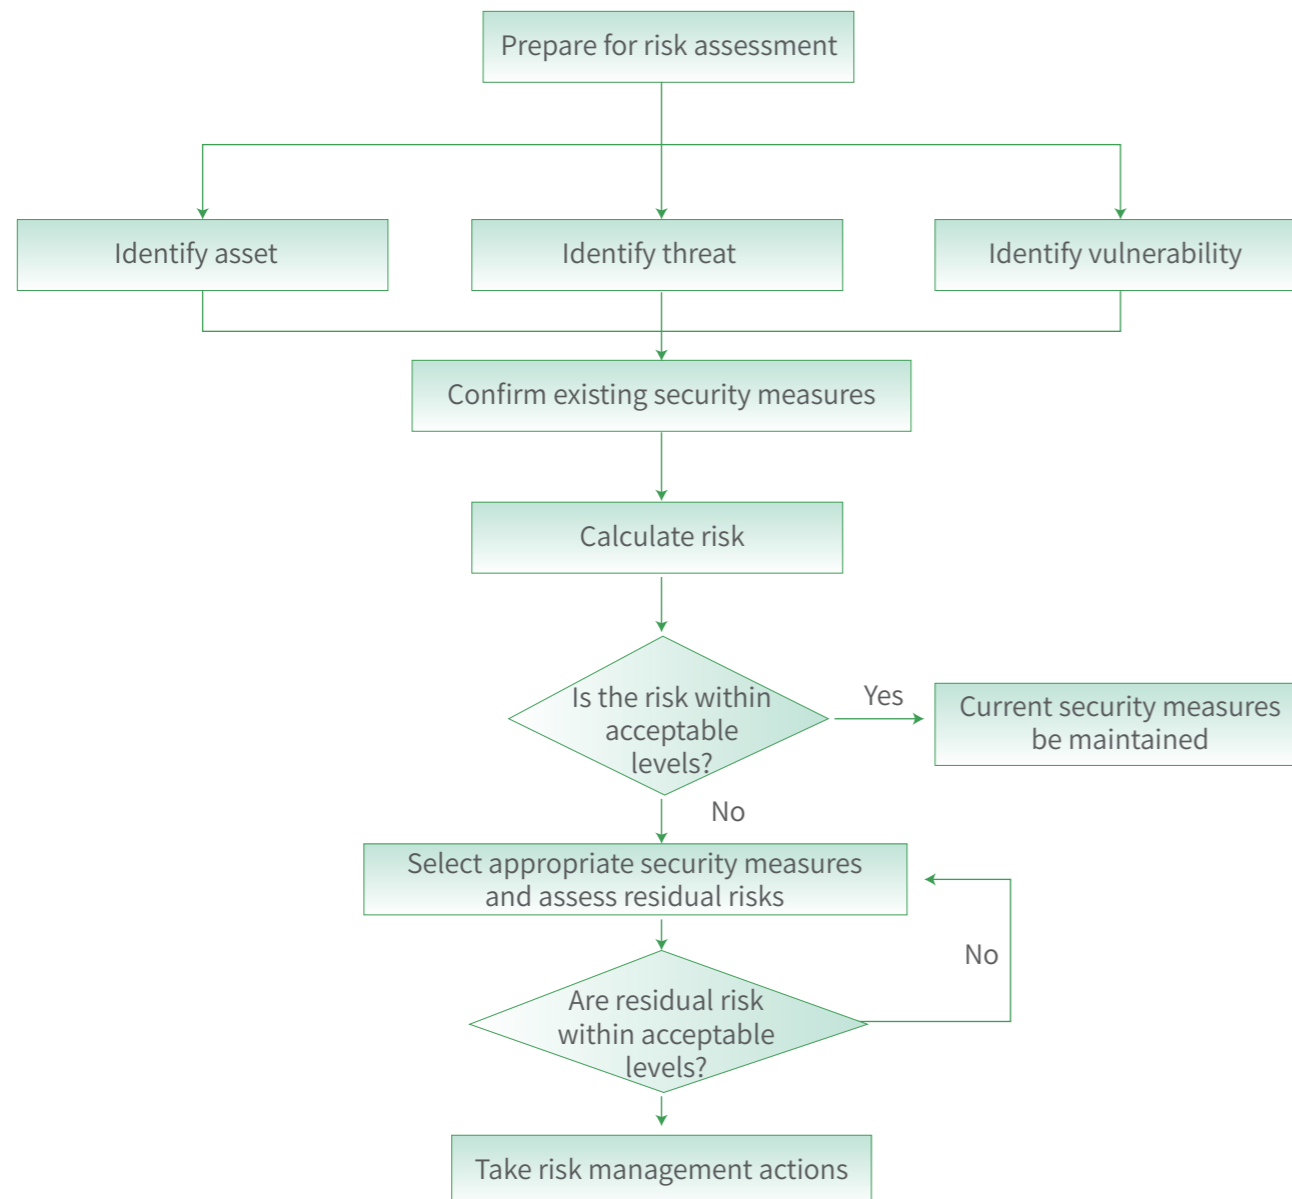 Prepare for risk assessment
Identify asset
Identify threat
Identify vulnerability
Confirm existing security measures
Calculate risk
Is the risk within
acceptable
levels?
Yes
Current security measures
be maintained
No
Select appropriate security measures
and assess residual risks
No
Are residual risk
within acceptable
levels?
Take risk management actions